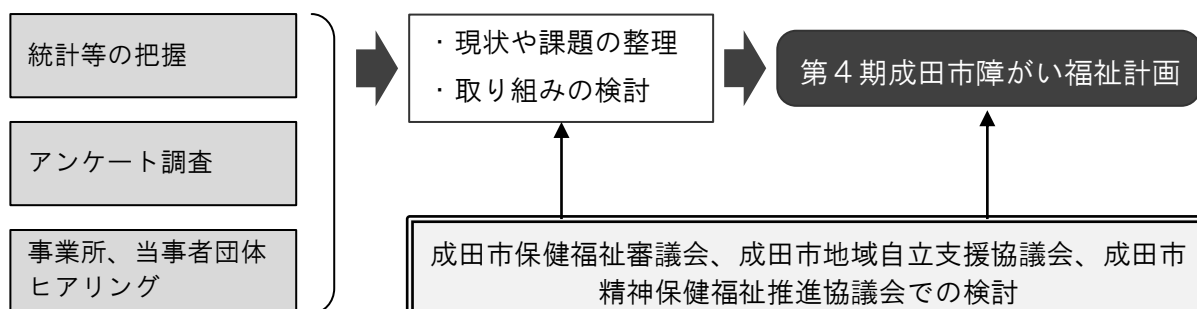 統計等の把握
アンケート調査
事業所、当事者団体
ヒアリング
・現状や課題の整理
・取り組みの検討
第４期成田市障がい福祉計画
成田市保健福祉審議会、成田市地域自立支援協議会、成田市
精神保健福祉推進協議会での検討